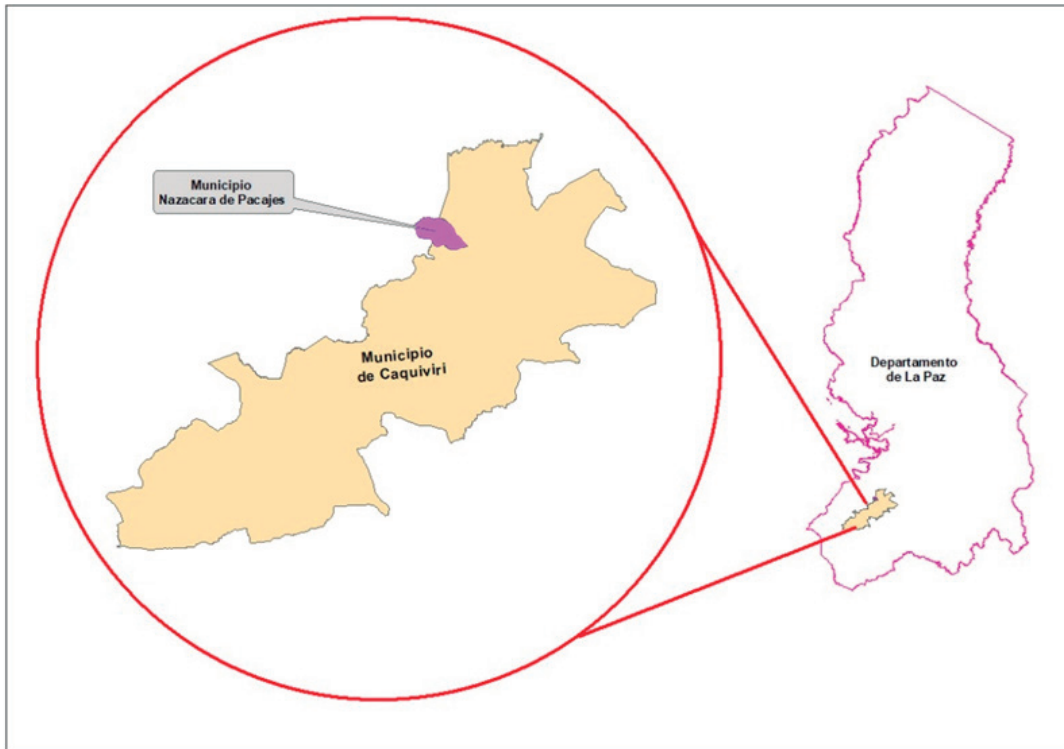 Municipio
Nazacara de Pacajes
Municipio
de Caquiviri
Departamento
de La Paz